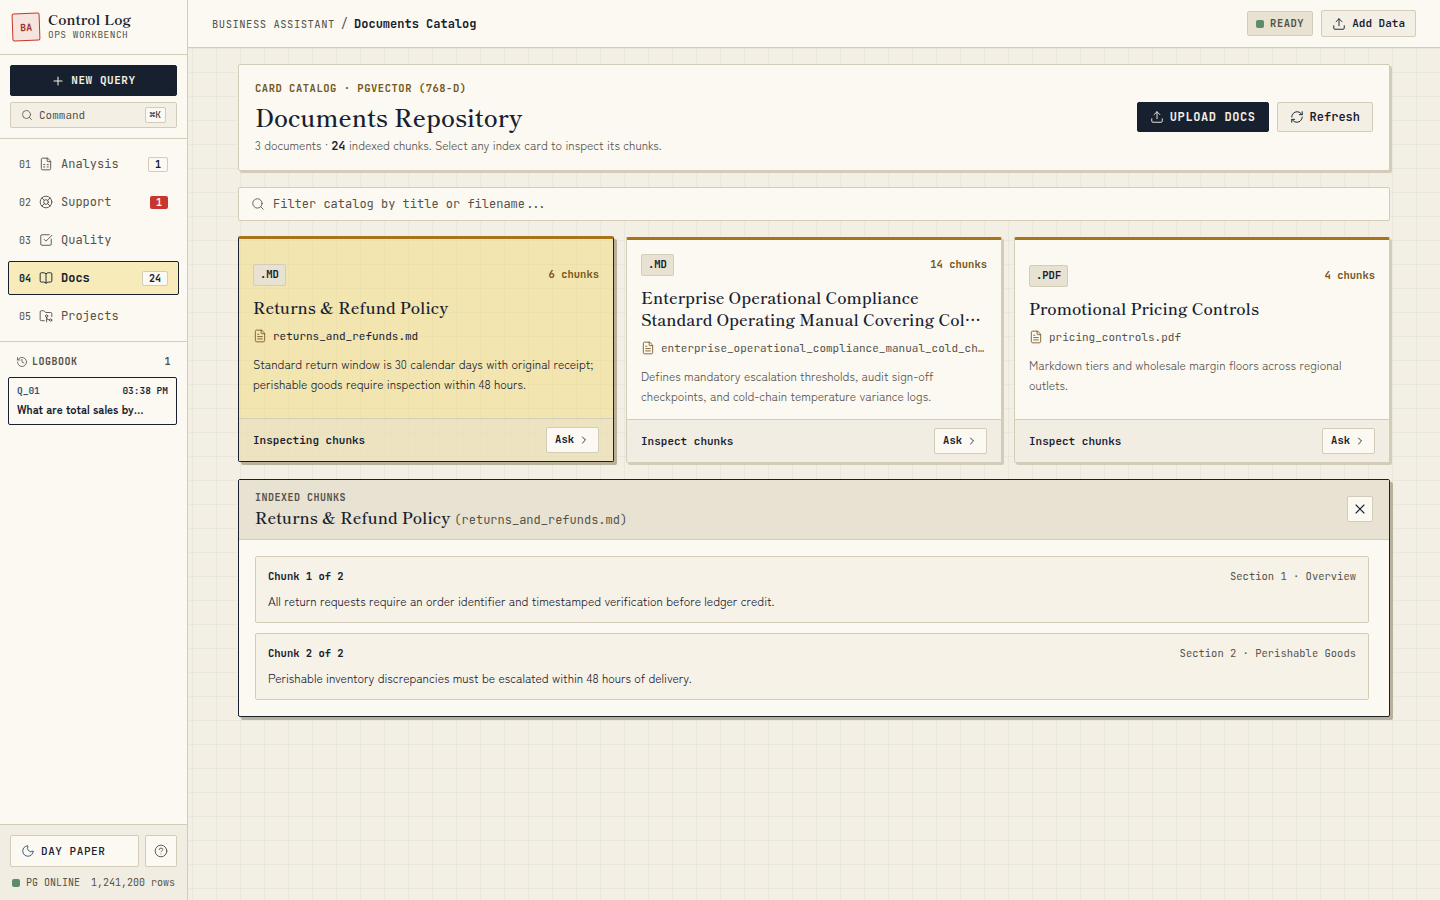 BA
Control Log
OPS WORKBENCH
+ NEW QUERY
Command ⌘K
01 Analysis 1
02 Support 1
03 Quality
04 Docs 24
05 Projects
LOGBOOK 1
Q_01 03:38 PM
What are total sales by...
DAY PAPER
PG ONLINE 1,241,200 rows
BUSINESS ASSISTANT / Documents Catalog
READY
Add Data
CARD CATALOG · PGVECTOR (768-D)
Documents Repository
3 documents · 24 indexed chunks. Select any index card to inspect its chunks.
UPLOAD DOCS
Refresh
Filter catalog by title or filename...
.MD 6 chunks
Returns & Refund Policy
returns_and_refunds.md
Standard return window is 30 calendar days with original receipt;
perishable goods require inspection within 48 hours.
Inspecting chunks Ask
.MD 14 chunks
Enterprise Operational Compliance
Standard Operating Manual Covering Col…
enterprise_operational_compliance_manual_cold_ch…
Defines mandatory escalation thresholds, audit sign-off
checkpoints, and cold-chain temperature variance logs.
Inspect chunks Ask
.PDF 4 chunks
Promotional Pricing Controls
pricing_controls.pdf
Markdown tiers and wholesale margin floors across regional
outlets.
Inspect chunks Ask
INDEXED CHUNKS
Returns & Refund Policy (returns_and_refunds.md)
Chunk 1 of 2 Section 1 · Overview
All return requests require an order identifier and timestamped verification before ledger credit.
Chunk 2 of 2 Section 2 · Perishable Goods
Perishable inventory discrepancies must be escalated within 48 hours of delivery.